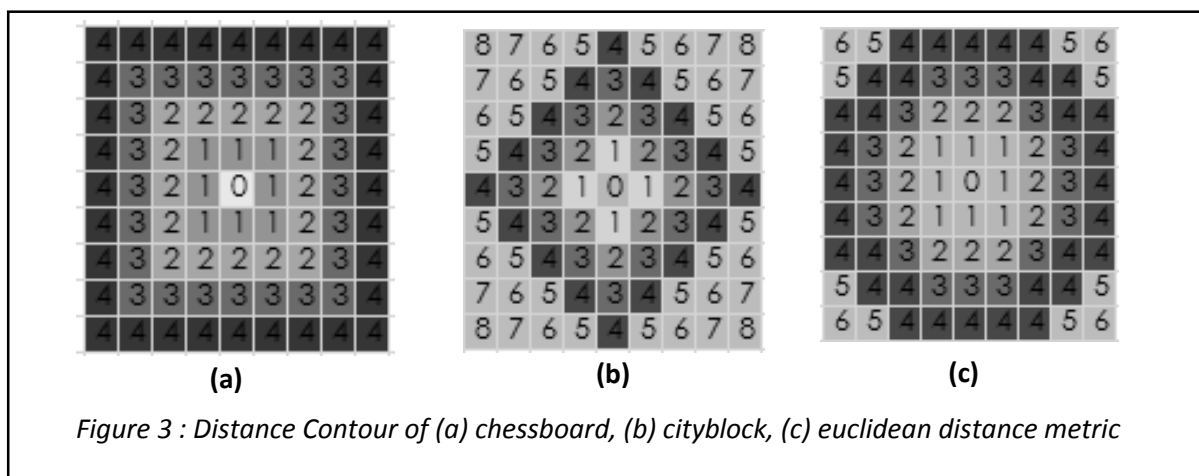 4 4 4 4 4 4 4 4 4
4 3 3 3 3 3 3 3 4
4 3 2 2 2 2 2 3 4
4 3 2 1 1 1 2 3 4
4 3 2 1 0 1 2 3 4
4 3 2 1 1 1 2 3 4
4 3 2 2 2 2 2 3 4
4 3 3 3 3 3 3 3 4
4 4 4 4 4 4 4 4 4
(a)
8 7 6 5 4 5 6 7 8
7 6 5 4 3 4 5 6 7
6 5 4 3 2 3 4 5 6
5 4 3 2 1 2 3 4 5
4 3 2 1 0 1 2 3 4
5 4 3 2 1 2 3 4 5
6 5 4 3 2 3 4 5 6
7 6 5 4 3 4 5 6 7
8 7 6 5 4 5 6 7 8
(b)
6 5 4 4 4 4 4 5 6
5 4 4 3 3 3 4 4 5
4 4 3 2 2 2 3 4 4
4 3 2 1 1 1 2 3 4
4 3 2 1 0 1 2 3 4
4 3 2 1 1 1 2 3 4
4 4 3 2 2 2 3 4 4
5 4 4 3 3 3 4 4 5
6 5 4 4 4 4 4 5 6
(c)
Figure 3 : Distance Contour of (a) chessboard, (b) cityblock, (c) euclidean distance metric